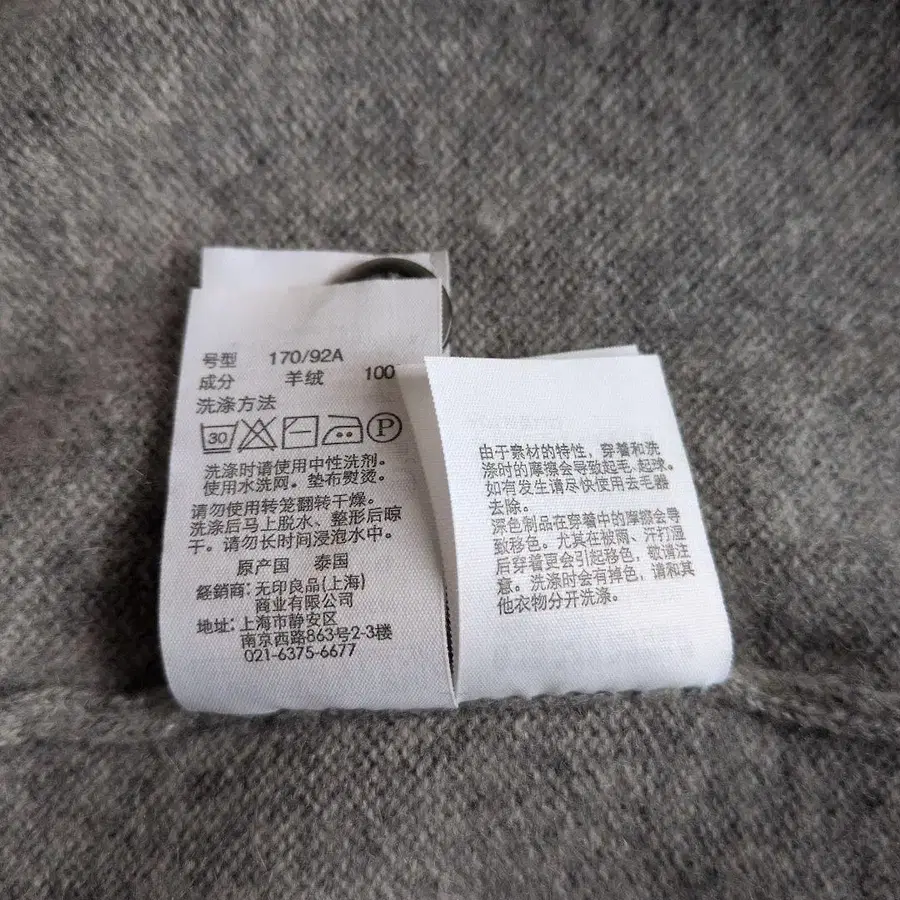 号型 170/92A
成分 羊绒 100
洗涤方法
30 P
洗涤时请使用中性洗剂。
使用水洗网。垫布熨烫。
请勿使用转笼翻转干燥。
洗涤后马上脱水、整形后晾
干。请勿长时间浸泡水中。
原产国 泰国
経銷商：无印良品(上海)
商业有限公司
地址：上海市静安区
南京西路863号2-3楼
021-6375-6677
由于素材的特性，穿着和洗
涤时的摩擦会导致起毛，起球。
如有发生请尽快使用去毛器
去除。
深色制品在穿着中的摩擦会导
致移色。尤其在被雨、汗打湿
后穿着更会引起移色，敬请注
意。洗涤时会有掉色，请和其
他衣物分开洗涤。